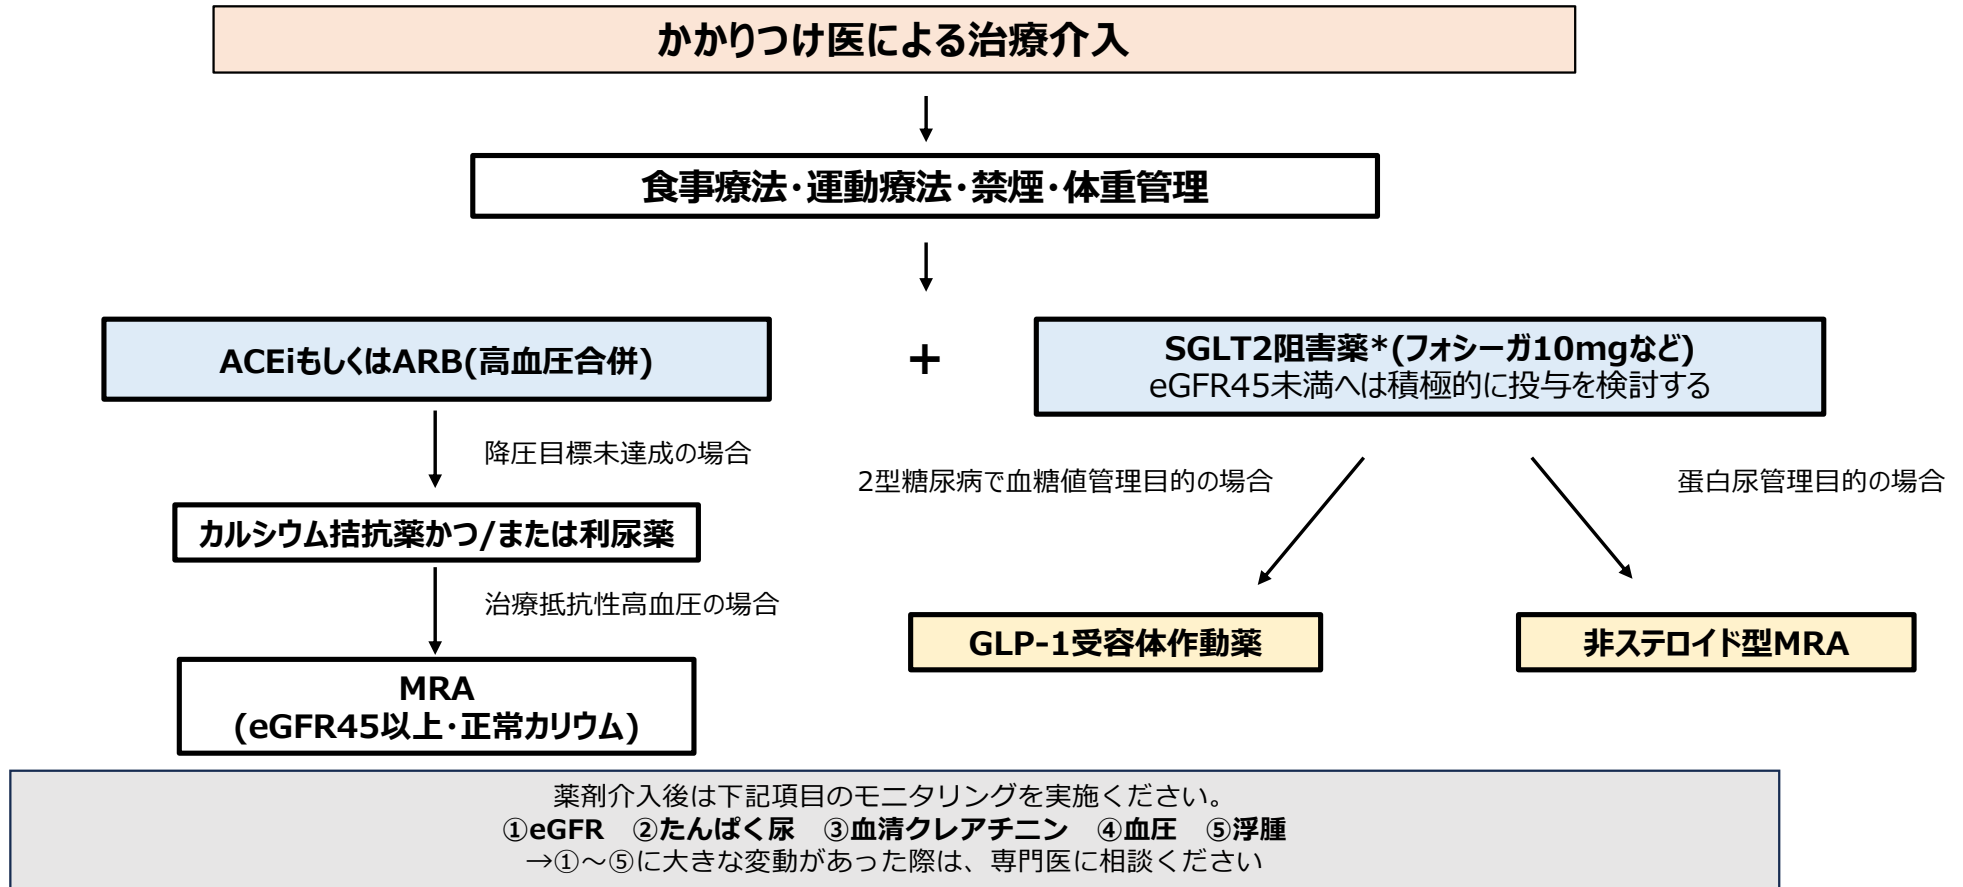 かかりつけ医による治療介入
食事療法・運動療法・禁煙・体重管理
ACEiもしくはARB(高血圧合併)
+
SGLT2阻害薬*(フォシーガ10mgなど)
eGFR45未満へは積極的に投与を検討する
降圧目標未達成の場合
2型糖尿病で血糖値管理目的の場合
蛋白尿管理目的の場合
カルシウム拮抗薬かつ/または利尿薬
治療抵抗性高血圧の場合
GLP-1受容体作動薬
非ステロイド型MRA
MRA
(eGFR45以上・正常カリウム)
薬剤介入後は下記項目のモニタリングを実施ください。
①eGFR　②たんぱく尿　③血清クレアチニン　④血圧　⑤浮腫
→①～⑤に大きな変動があった際は、専門医に相談ください